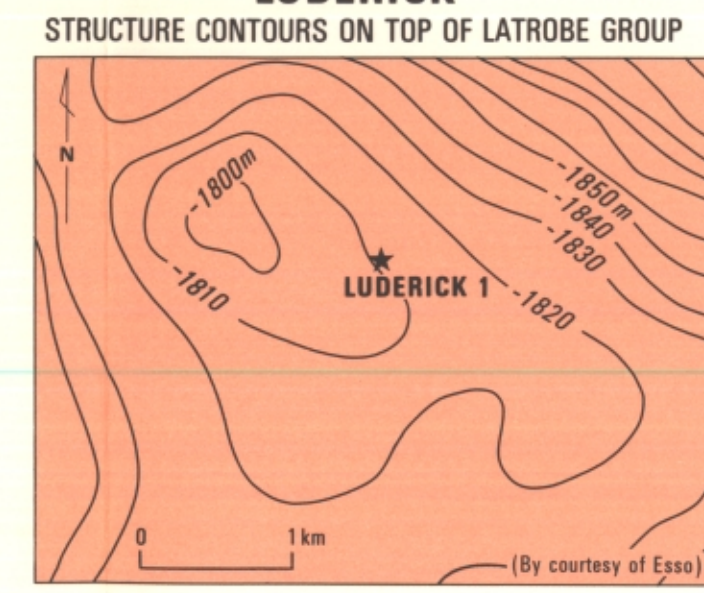 STRUCTURE CONTOURS ON TOP OF LATROBE GROUP
N
-1800m
-1850m
-1840
-1830
-1810
LUDERICK 1
-1820
0 1 km
(By courtesy of Esso)